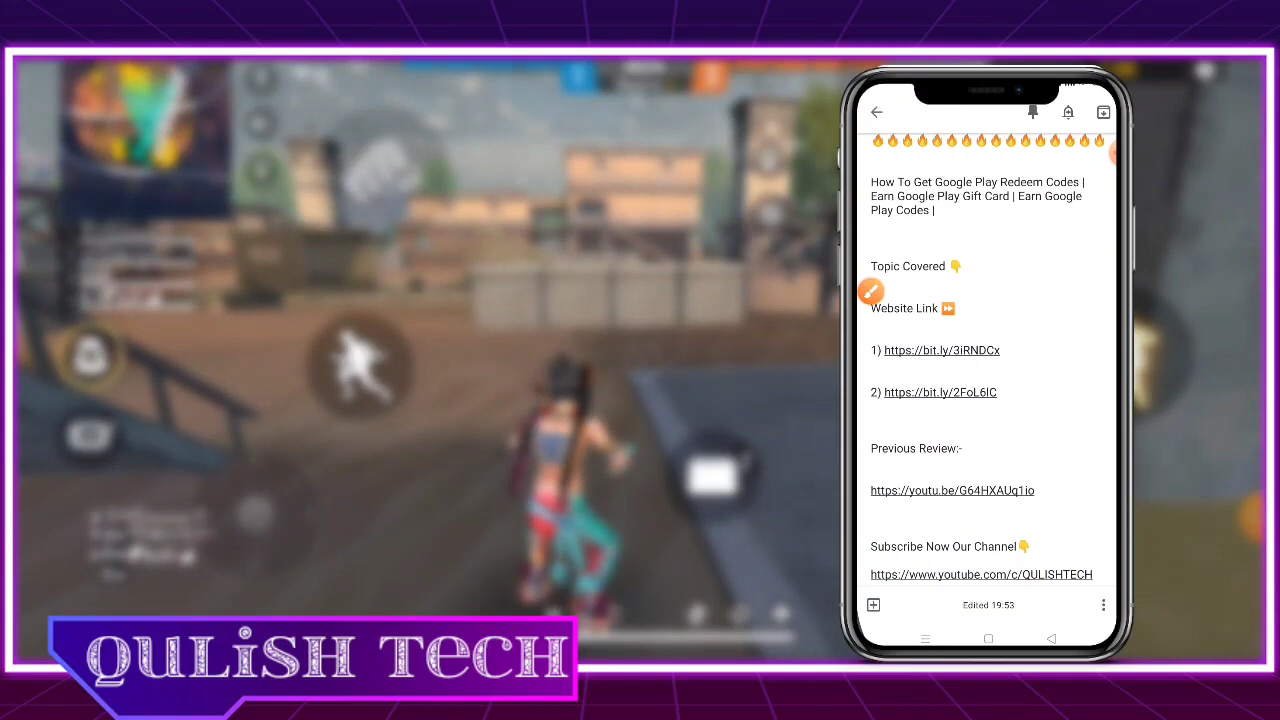 🔥🔥🔥🔥🔥🔥🔥🔥🔥🔥🔥🔥🔥🔥🔥🔥
How To Get Google Play Redeem Codes |
Earn Google Play Gift Card | Earn Google
Play Codes |
Topic Covered 👇
Website Link ⏩
1) https://bit.ly/3iRNDCx
2) https://bit.ly/2FoL6IC
Previous Review:-
https://youtu.be/G64HXAUq1io
Subscribe Now Our Channel👇
https://www.youtube.com/c/QULISHTECH
Edited 19:53
QULiSH TECH